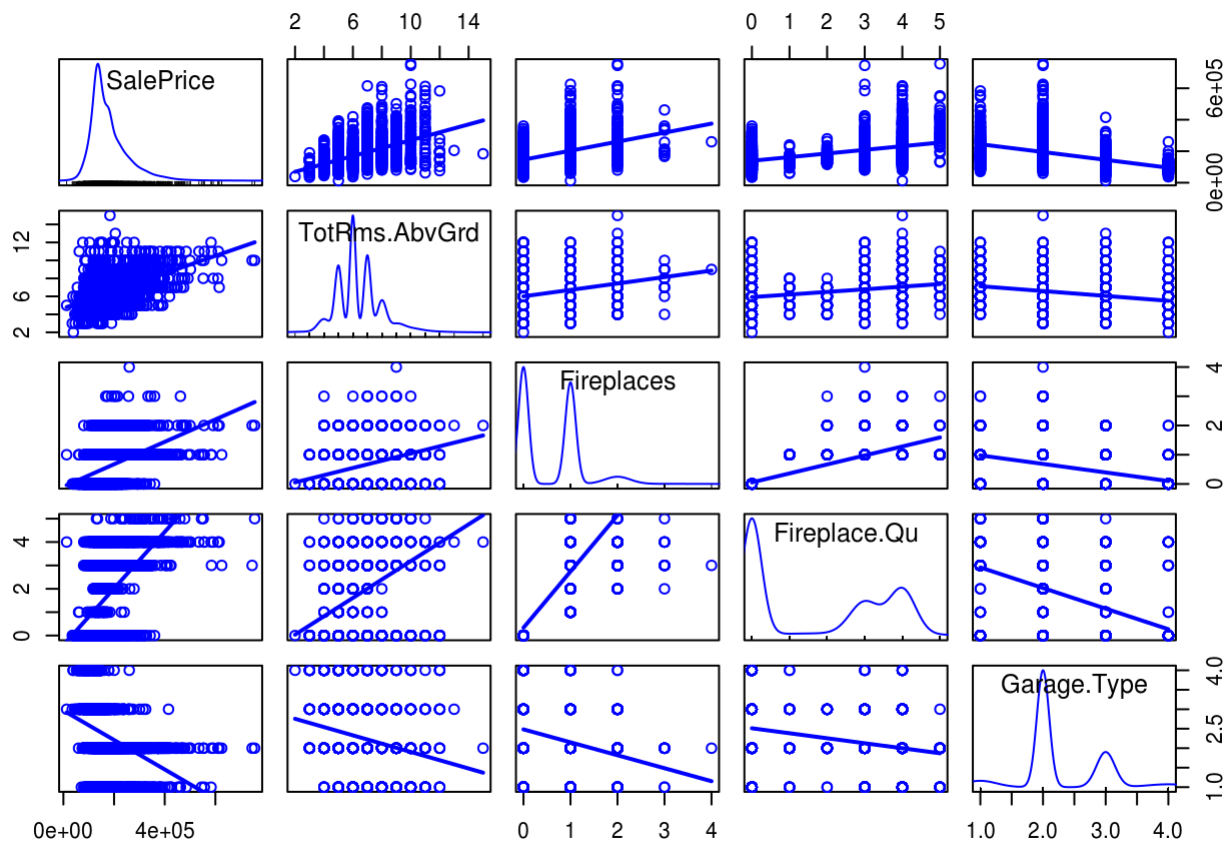 2 6 10 14
0 1 2 3 4 5
SalePrice
0e+00 6e+05
TotRms.AbvGrd
2 6 12
Fireplaces
0 2 4
Fireplace.Qu
0 2 4
Garage.Type
1.0 2.5 4.0
0e+00 4e+05
0 1 2 3 4
1.0 2.0 3.0 4.0